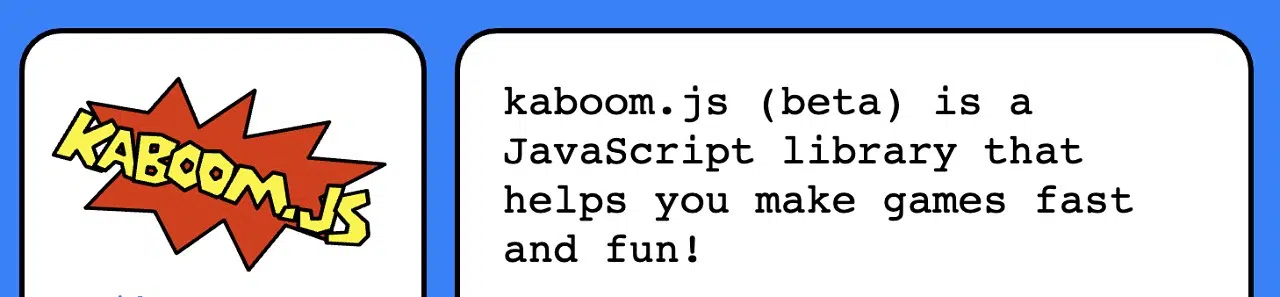 KABOOM.JS
kaboom.js (beta) is a
JavaScript library that
helps you make games fast
and fun!